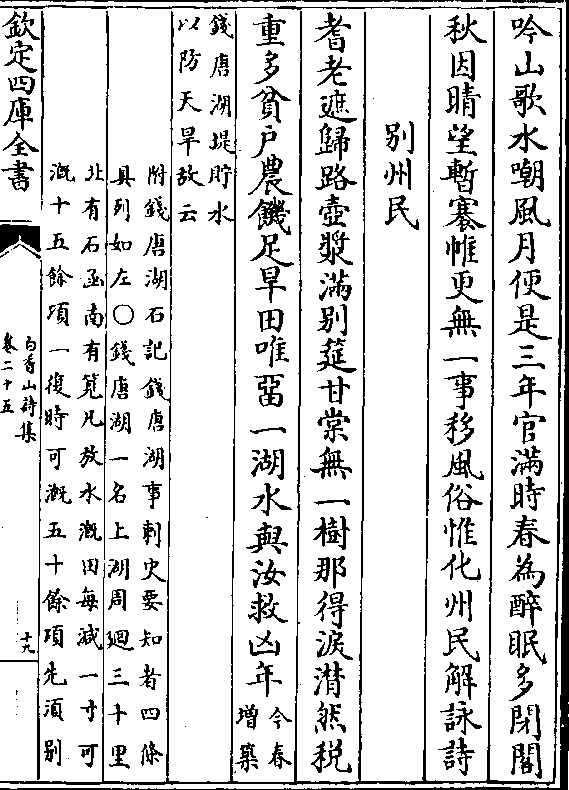 吟山歌水嘲風月便是三年官滿時春為醉眠多閉閣
秋因晴望暫褰帷更無一事移風俗惟化州民解詠詩
别州民
耆老遮歸路壺漿滿别筵甘棠無一樹那得淚潸然税
重多貧户農饑足旱田唯畱一湖水與汝救凶年今春増築
錢唐湖堤貯水
以防天旱故云
附錢唐湖石記錢唐湖事刺史要知者四條
具列如左○錢唐湖一名上湖周廻三十里
北有石函南有筧凡放水溉田每減一寸可
溉十五餘頃一復時可溉五十餘頃先須别
欽定四庫全書
白香山詩集
卷二十五
十九